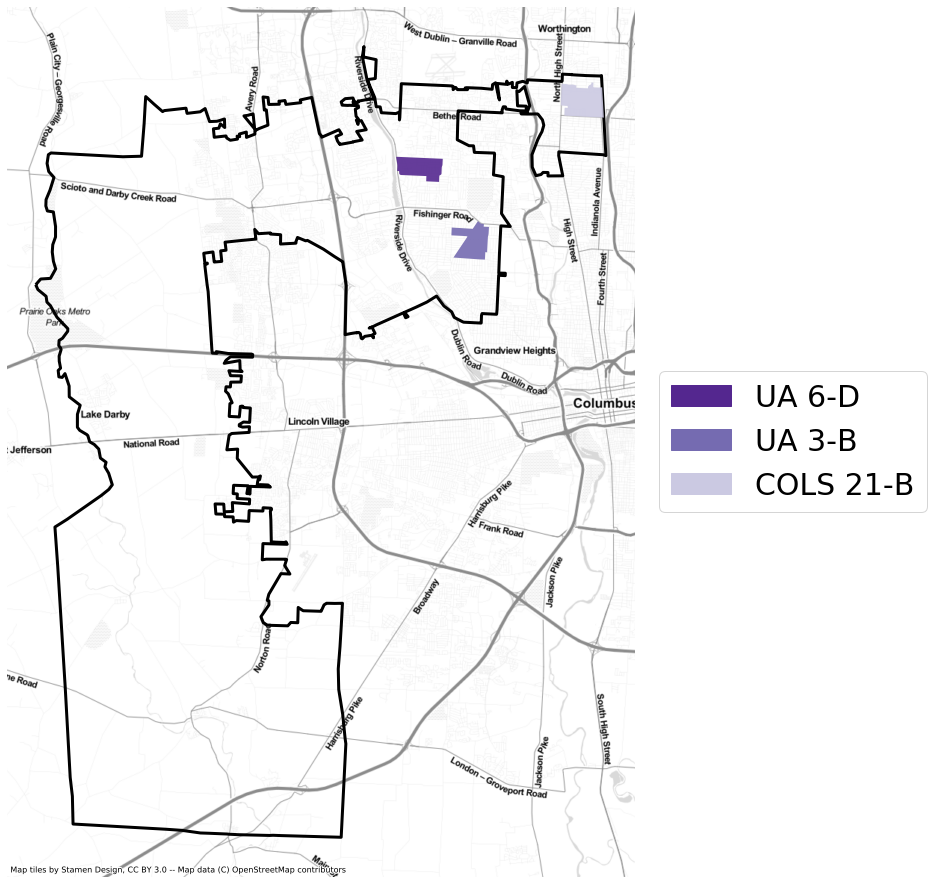 West Dublin – Granville Road
Worthington
Plain City – Georgesville Road
Avery Road
Riverside Drive
North High Street
Bethel Road
Scioto and Darby Creek Road
Indianola Avenue
Fishinger Road
Riverside Drive
High Street
Fourth Street
Prairie Oaks Metro
Park
Dublin Road
Grandview Heights
Dublin Road
Columbus
UA 6-D
UA 3-B
COLS 21-B
Lake Darby
Lincoln Village
National Road
Jefferson
Harrisburg Pike
Frank Road
Jackson Pike
Broadway
Norton Road
ne Road
Harrisburg Pike
South High Street
Jackson Pike
London – Groveport Road
Main
Map tiles by Stamen Design, CC BY 3.0 -- Map data (C) OpenStreetMap contributors